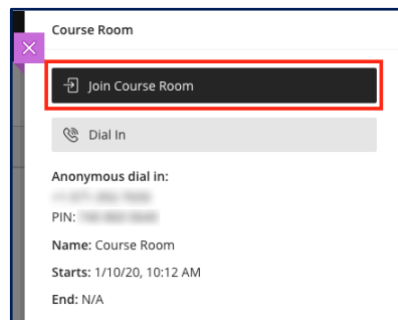 Course Room
Join Course Room
Dial In
Anonymous dial in:
PIN:
Name: Course Room
Starts: 1/10/20, 10:12 AM
End: N/A